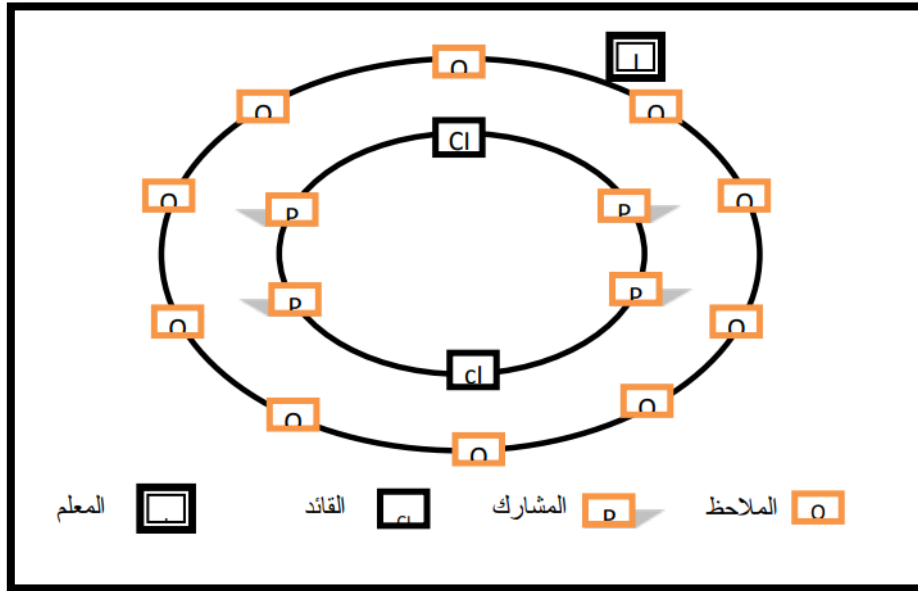 O
O O
Cl
O P P O
P P
O O
cl
O O
O
O الملاحظ P المشارك CL القائد المعلم